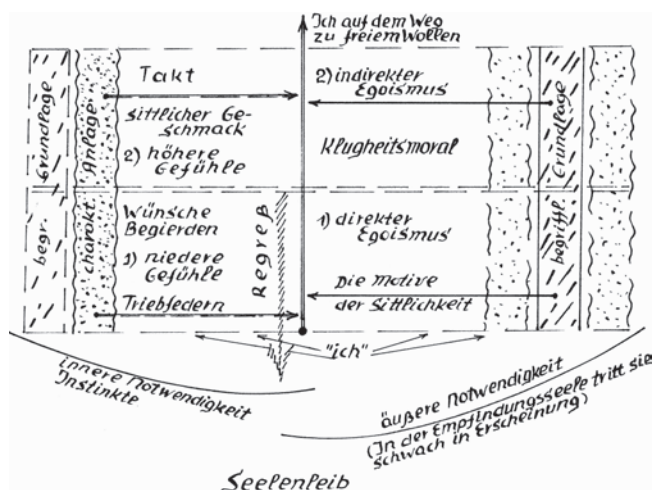 Ich auf dem Weg
zu freiem Wollen
begr. Grundlage
charakt. Anlage
Takt
sittlicher Ge-
schmack
2) höhere
Gefühle
Wünsche
Begierden
1) niedere
Gefühle
Triebfedern
Regreß
2) indirekter
Egoismus
Klugheitsmoral
1) direkter
Egoismus
Die Motive
der Sittlichkeit
begriffl. Grundlage
"ich"
innere Notwendigkeit
Instinkte
äußere Notwendigkeit
(In der Empfindungsseele tritt sie
schwach in Erscheinung)
Seelenleib